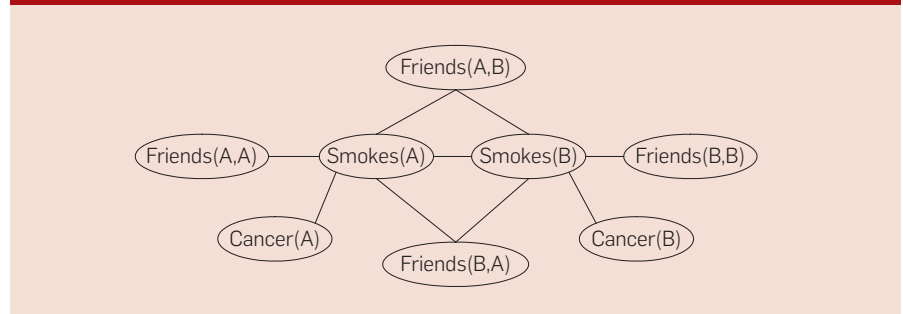 Friends(A,B)
Friends(A,A)
Smokes(A)
Smokes(B)
Friends(B,B)
Cancer(A)
Cancer(B)
Friends(B,A)